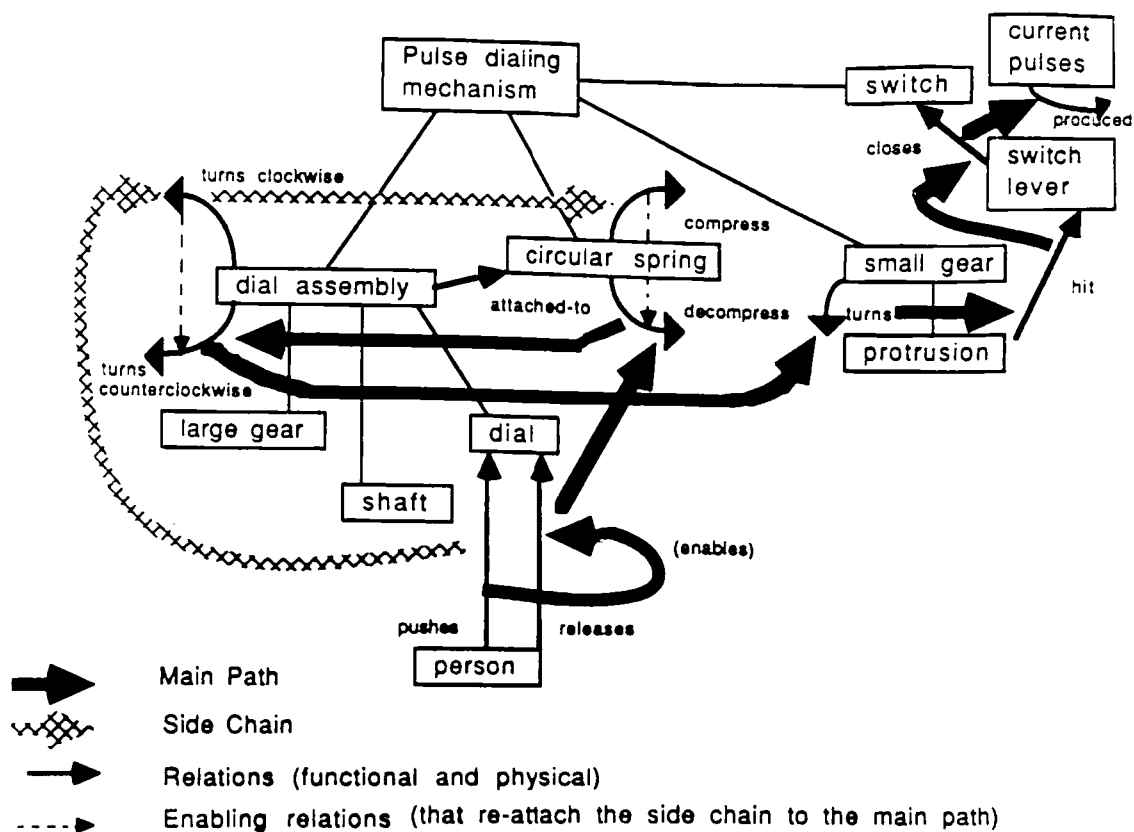 current
pulses
Pulse dialing
mechanism
switch
procuced
closes
switch
lever
turns clockwise
compress
circular spring
small gear
dial assembly
attached-to
hit
decompress
turns
protrusion
turns
counterclockwise
large gear
dial
shaft
(enables)
pushes
releases
person
Main Path
Side Chain
Relations (functional and physical)
Enabling relations (that re-attach the side chain to the main path)